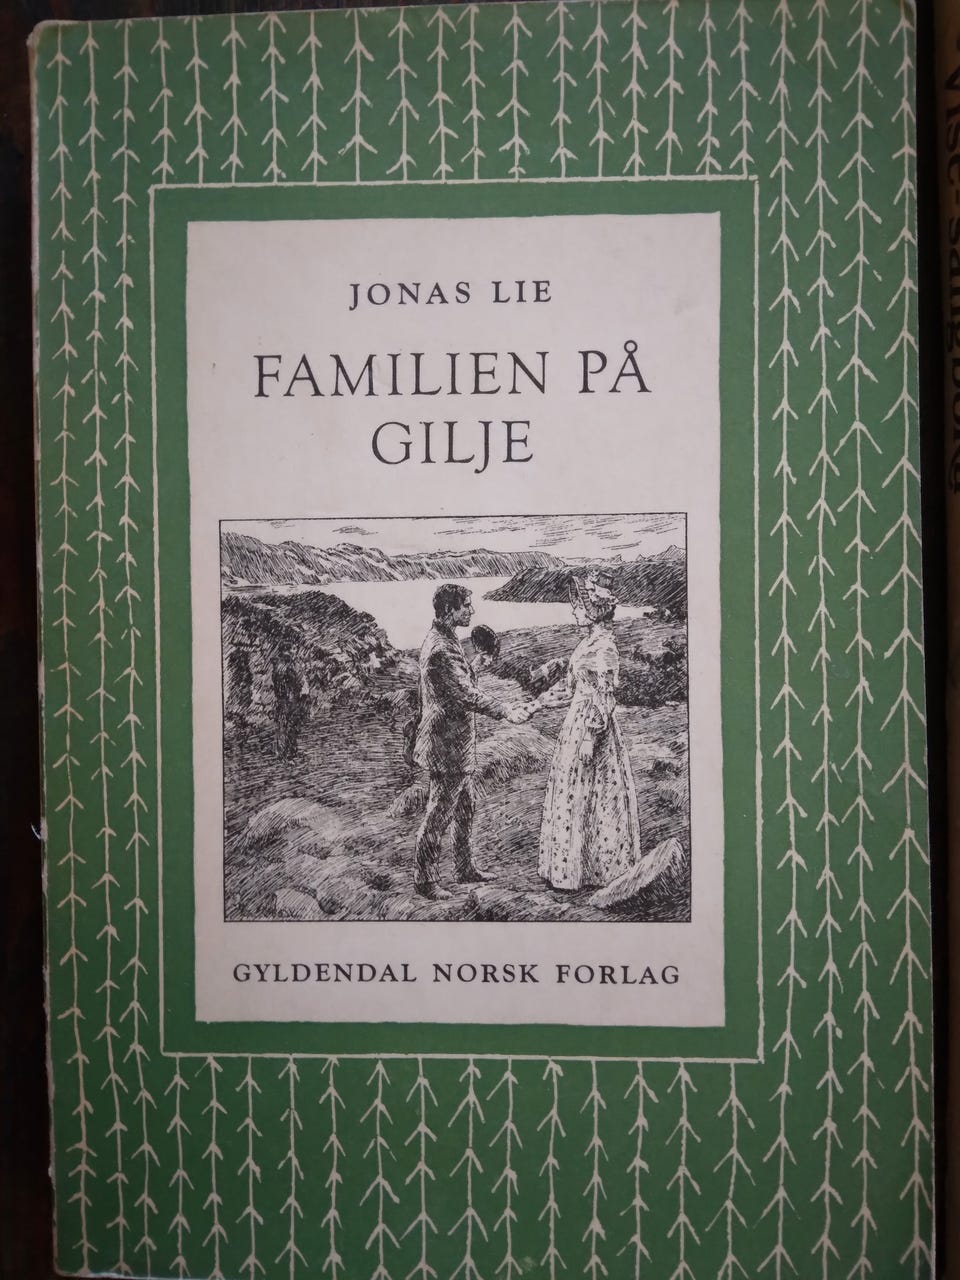 JONAS LIE
FAMILIEN PÅ
GILJE
GYLDENDAL NORSK FORLAG